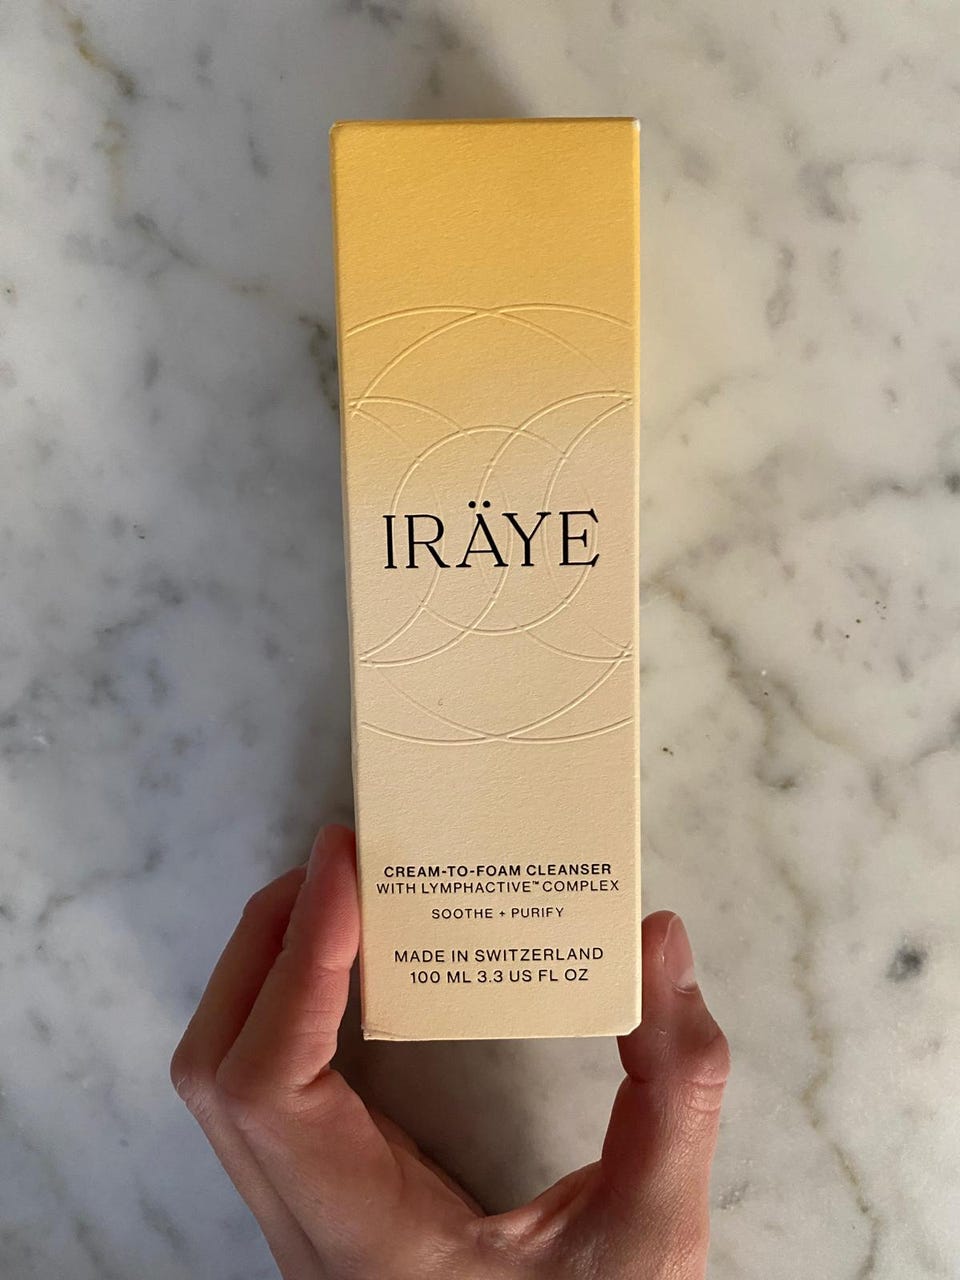 IRÄYE
CREAM-TO-FOAM CLEANSER
WITH LYMPHACTIVE™ COMPLEX
SOOTHE + PURIFY
MADE IN SWITZERLAND
100 ML 3.3 US FL OZ